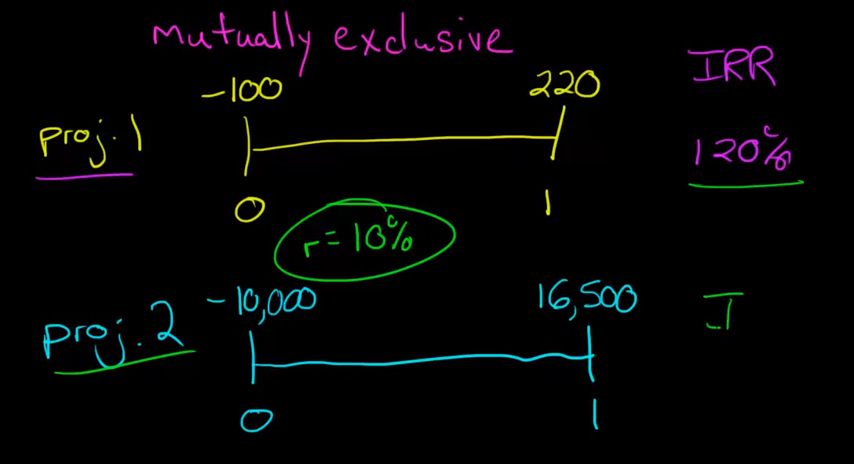 Mutually exclusive
IRR
-100 220
Proj. 1
120%
0 1
r = 10%
-10,000 16,500
Proj. 2
I
0 1